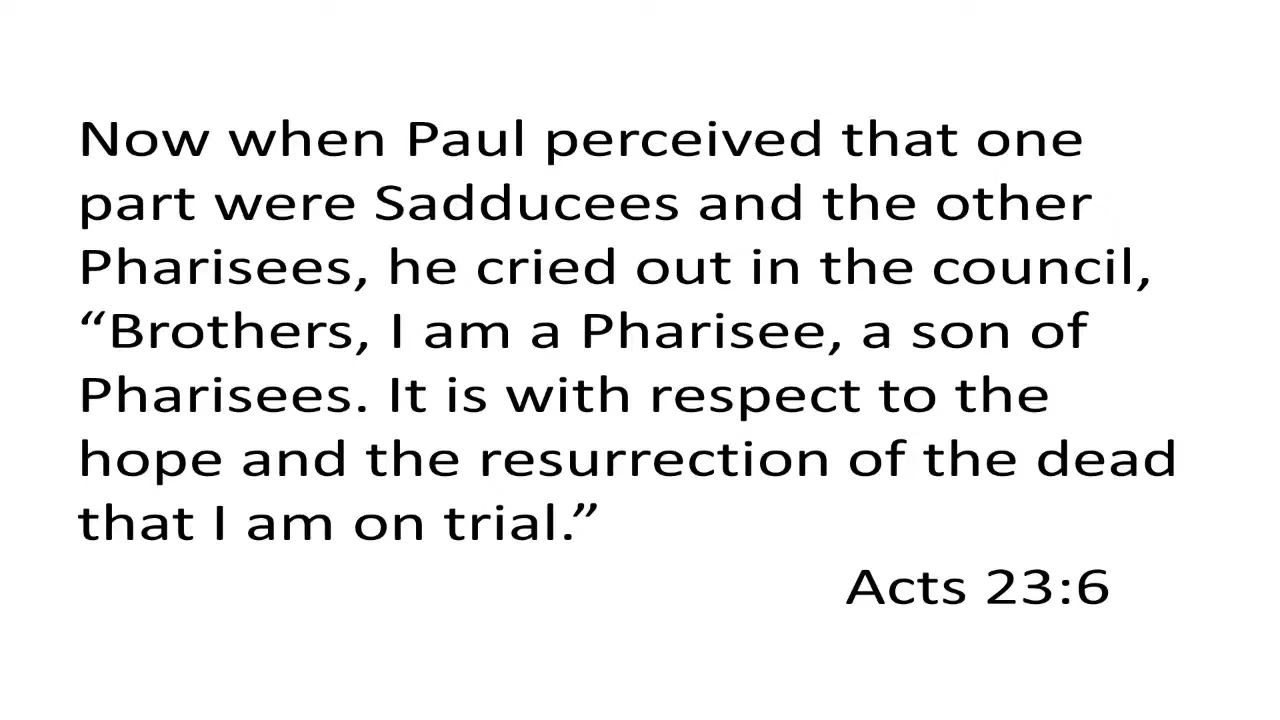 Now when Paul perceived that one
part were Sadducees and the other
Pharisees, he cried out in the council,
“Brothers, I am a Pharisee, a son of
Pharisees. It is with respect to the
hope and the resurrection of the dead
that I am on trial.”
Acts 23:6